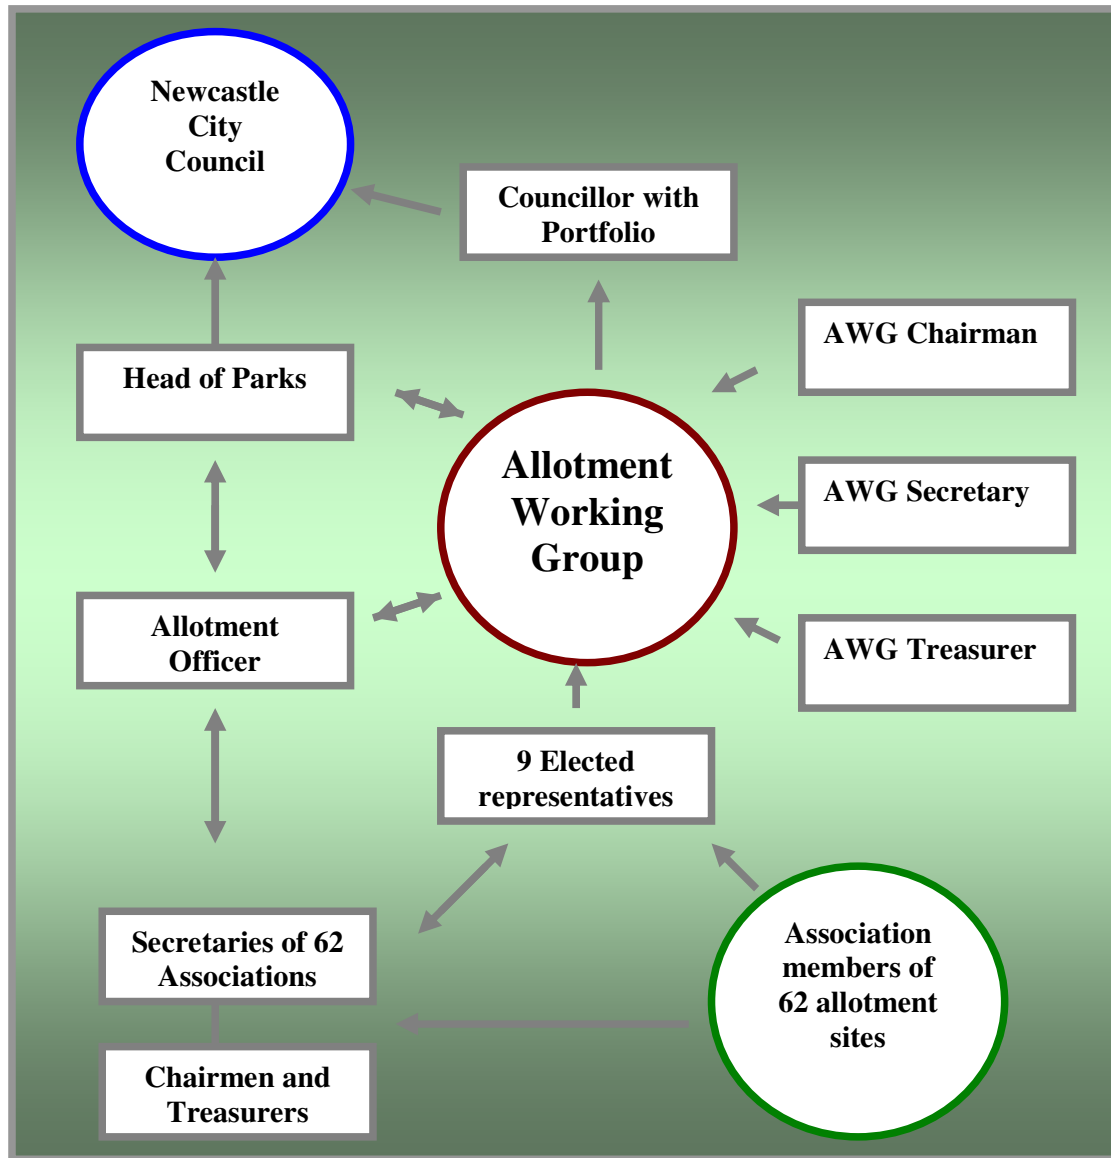 Newcastle
City
Council
Councillor with
Portfolio
AWG Chairman
Head of Parks
Allotment
Working
Group
AWG Secretary
Allotment
Officer
AWG Treasurer
9 Elected
representatives
Secretaries of 62
Associations
Association
members of
62 allotment
sites
Chairmen and
Treasurers